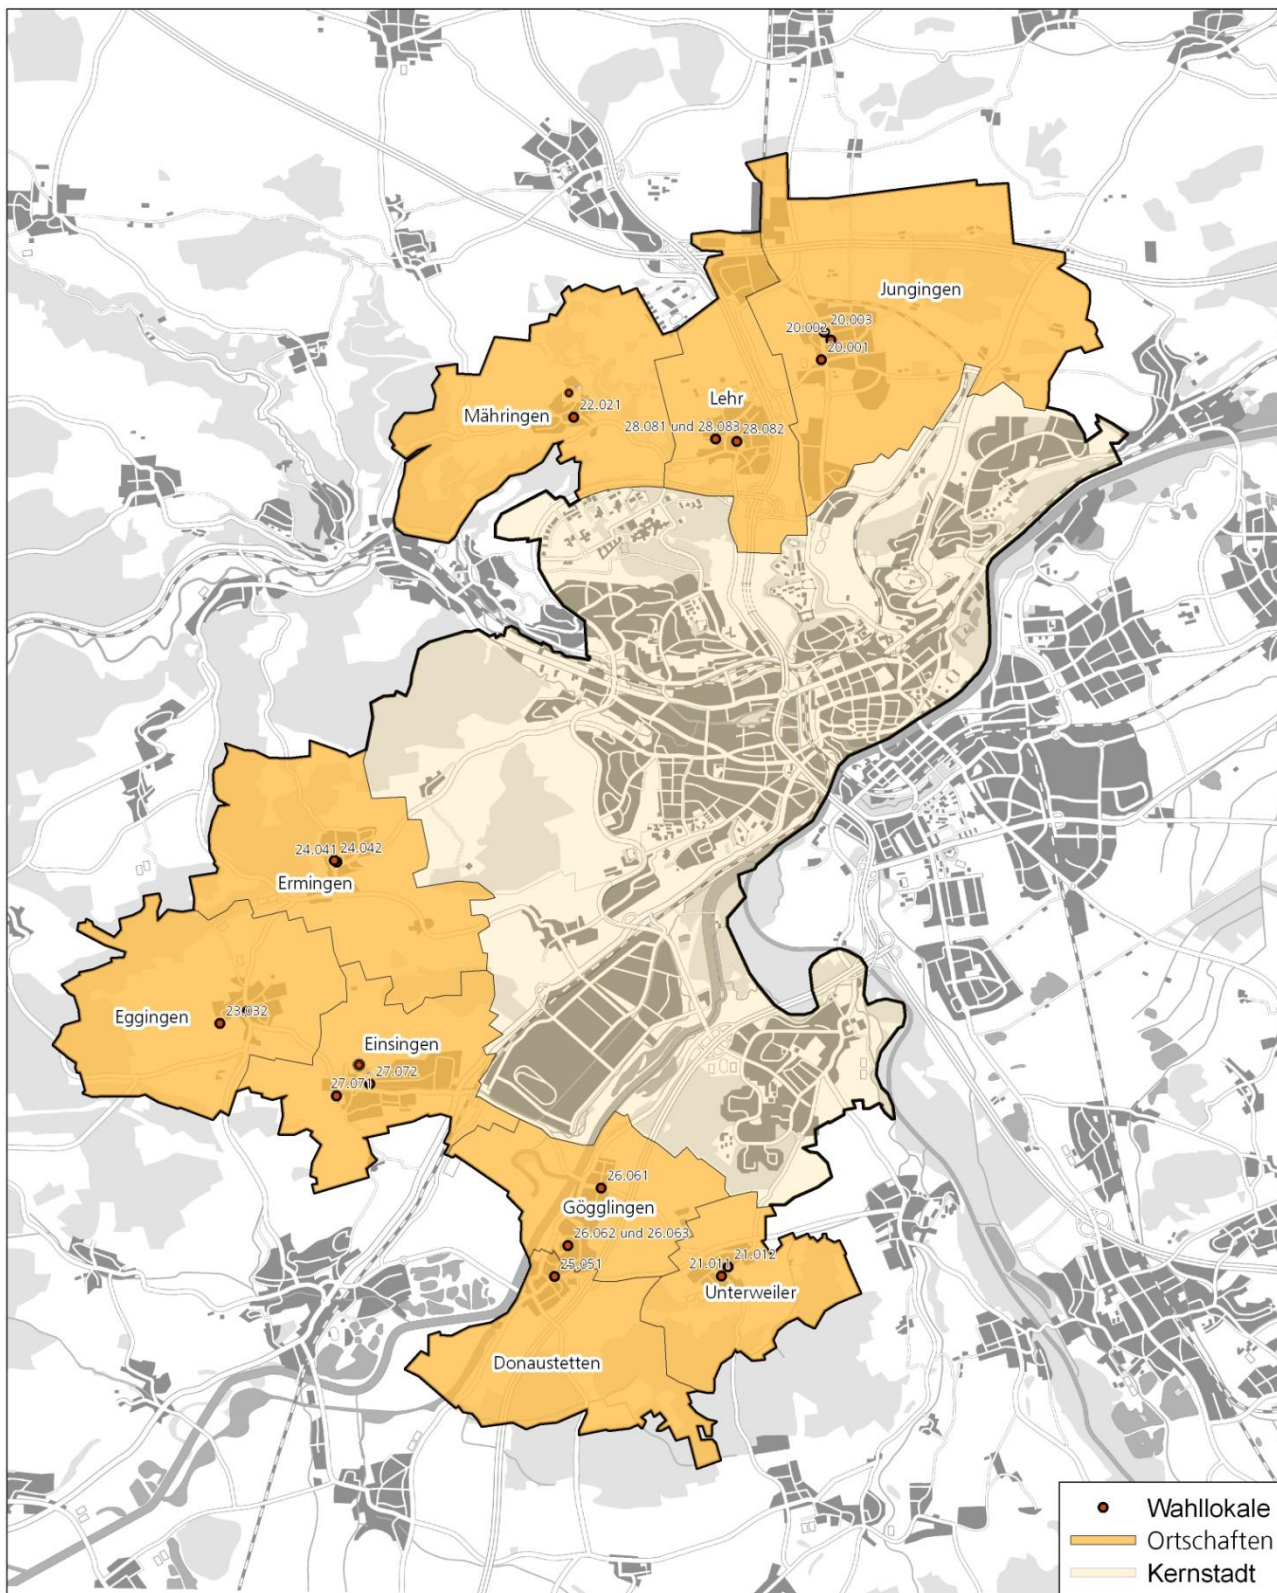 Jungingen
20.002
20.003
20.001
Lehr
Mähringen
22.021
28.081 und 28.083
28.082
24.041
24.042
Ermingen
Eggingen
23.032
Einsingen
27.072
27.071
26.061
Gögglingen
26.062 und 26.063
25.051
21.012
21.011
Unterweiler
Donaustetten
Wahllokale
Ortschaften
Kernstadt